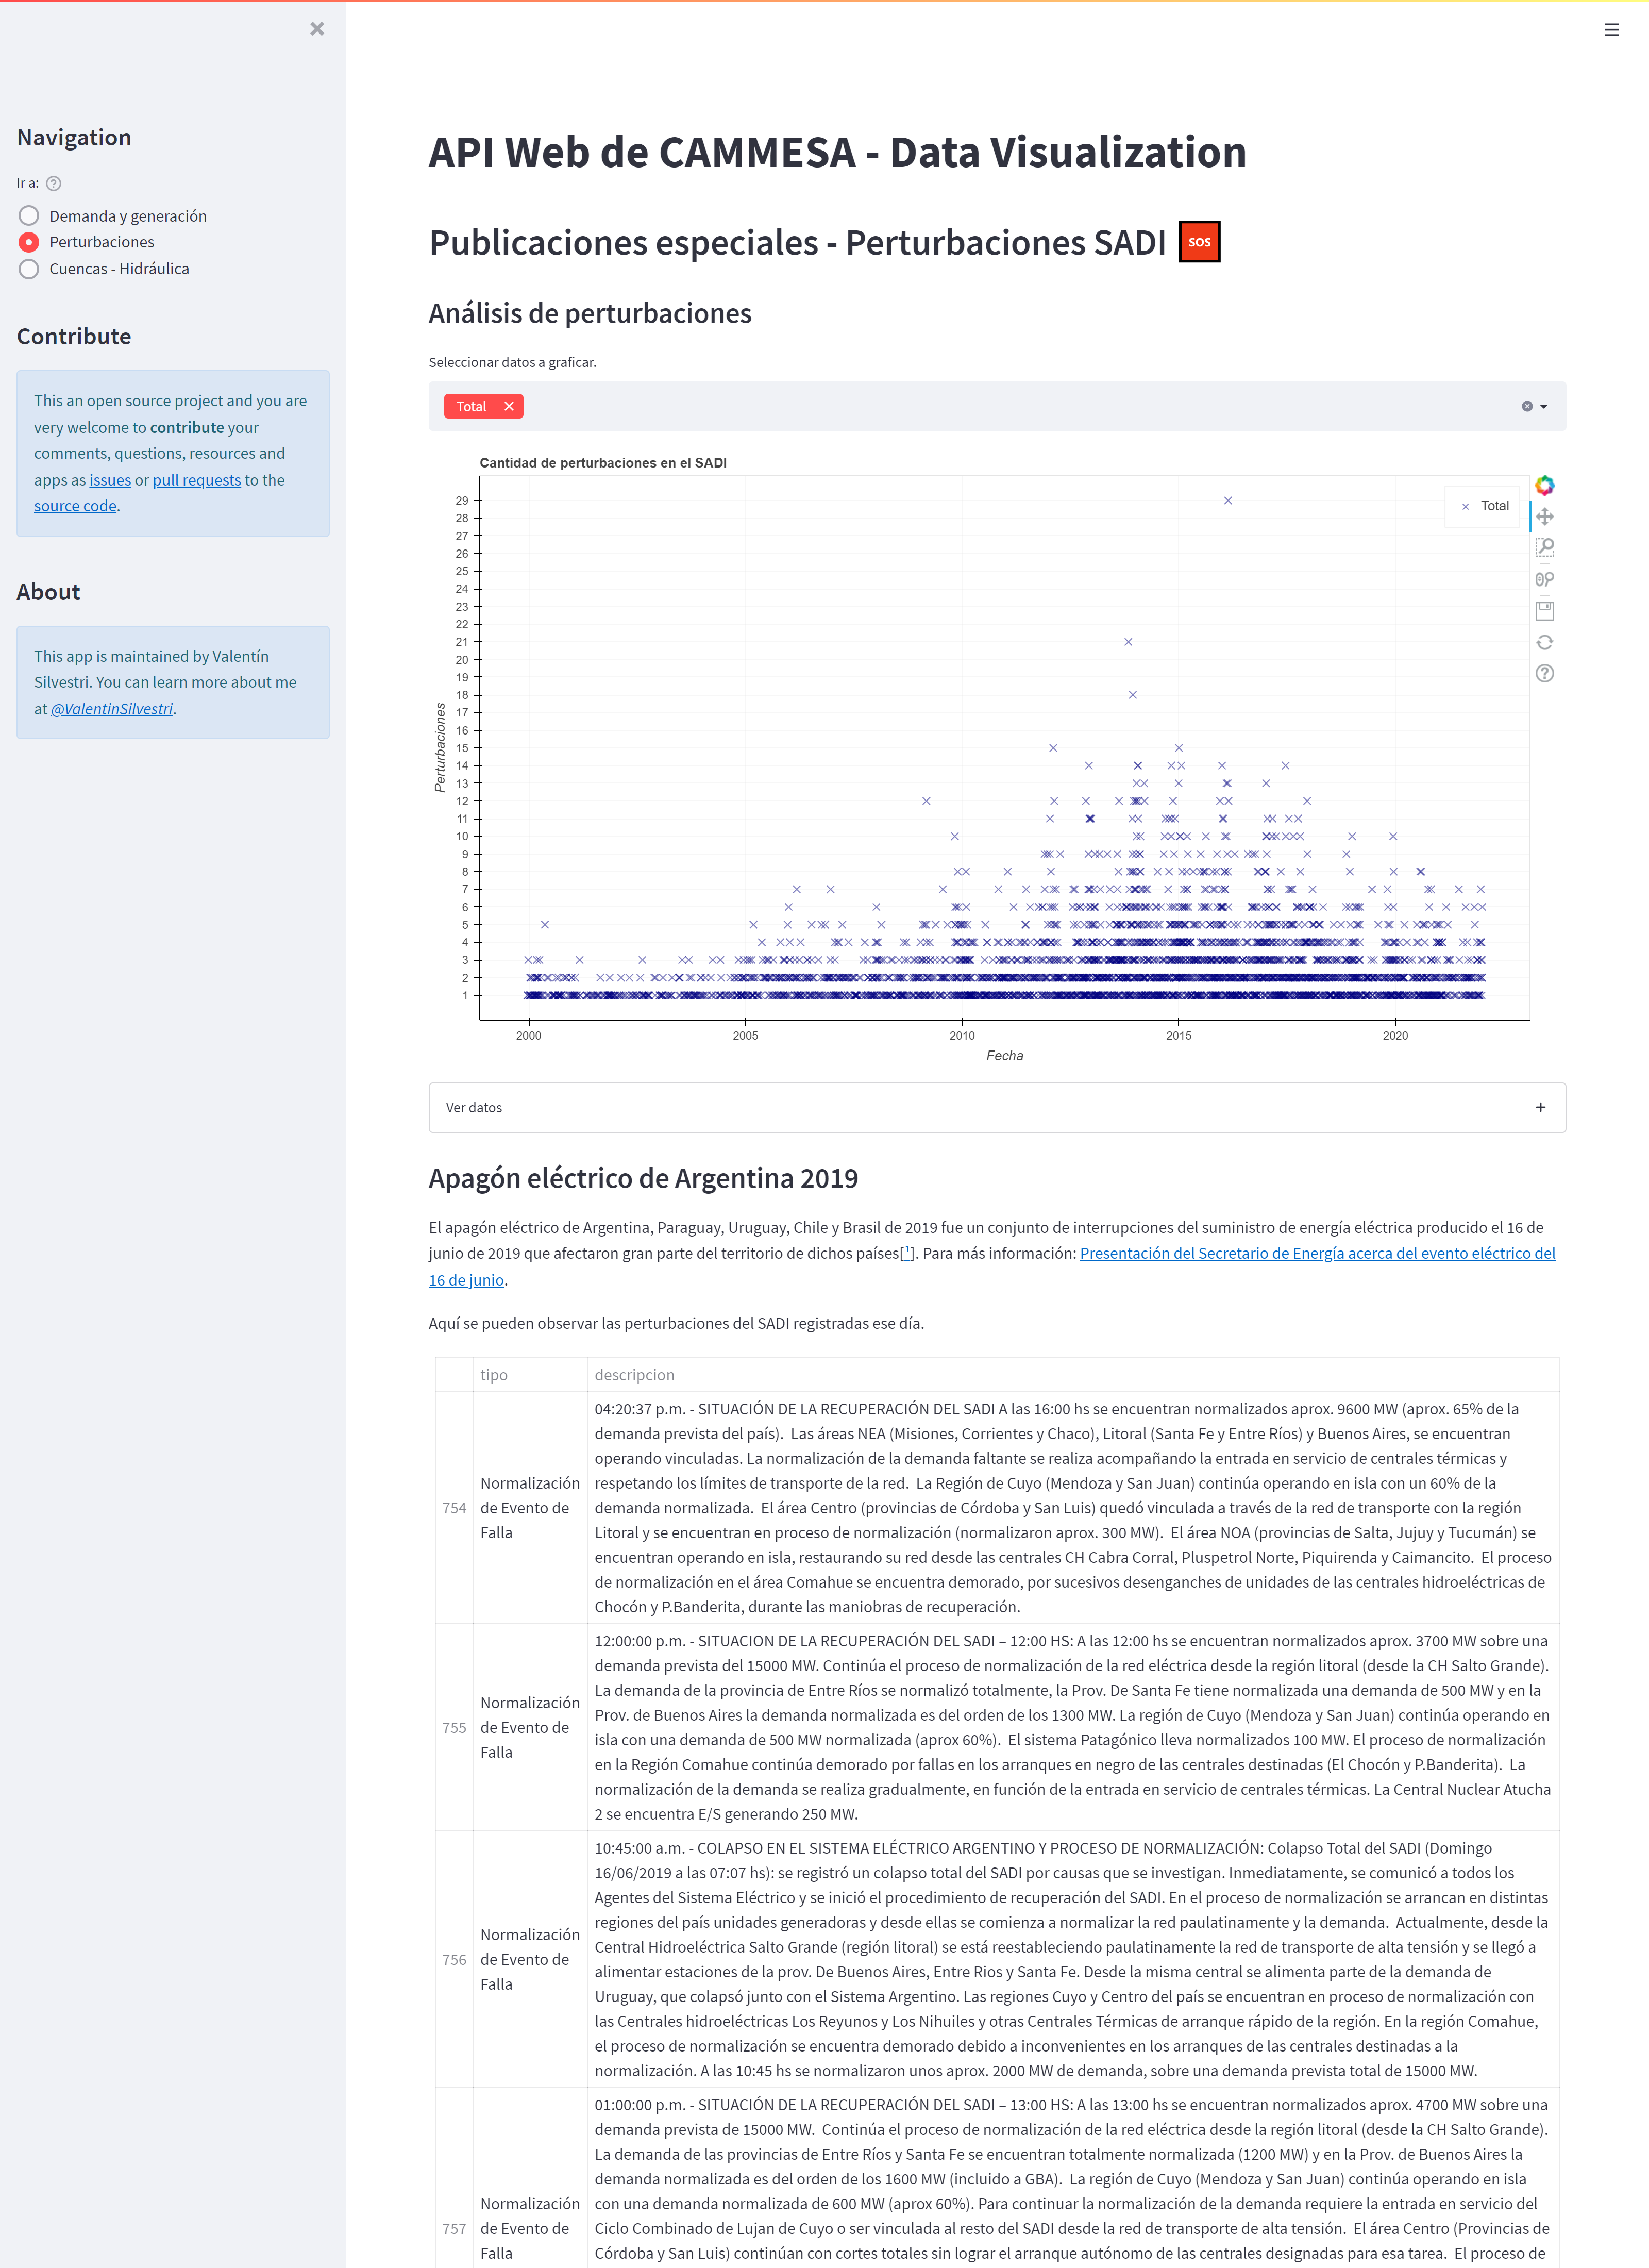 Navigation
Ir a:
Demanda y generación
Perturbaciones
Cuencas - Hidráulica
Contribute
This an open source project and you are
very welcome to contribute your
comments, questions, resources and
apps as issues or pull requests to the
source code.
About
This app is maintained by Valentín
Silvestri. You can learn more about me
at @ValentinSilvestri.
API Web de CAMMESA - Data Visualization
Publicaciones especiales - Perturbaciones SADI SOS
Análisis de perturbaciones
Seleccionar datos a graficar.
Total
Cantidad de perturbaciones en el SADI
Total
Perturbaciones
29
28
27
26
25
24
23
22
21
20
19
18
17
16
15
14
13
12
11
10
9
8
7
6
5
4
3
2
1
2000 2005 2010 2015 2020
Fecha
Ver datos
Apagón eléctrico de Argentina 2019
El apagón eléctrico de Argentina, Paraguay, Uruguay, Chile y Brasil de 2019 fue un conjunto de interrupciones del suministro de energía eléctrica producido el 16 de
junio de 2019 que afectaron gran parte del territorio de dichos países[¹]. Para más información: Presentación del Secretario de Energía acerca del evento eléctrico del
16 de junio.
Aquí se pueden observar las perturbaciones del SADI registradas ese día.
tipo descripcion
754
Normalización
de Evento de
Falla
04:20:37 p.m. - SITUACIÓN DE LA RECUPERACIÓN DEL SADI A las 16:00 hs se encuentran normalizados aprox. 9600 MW (aprox. 65% de la
demanda prevista del país).  Las áreas NEA (Misiones, Corrientes y Chaco), Litoral (Santa Fe y Entre Ríos) y Buenos Aires, se encuentran
operando vinculadas. La normalización de la demanda faltante se realiza acompañando la entrada en servicio de centrales térmicas y
respetando los límites de transporte de la red.  La Región de Cuyo (Mendoza y San Juan) continúa operando en isla con un 60% de la
demanda normalizada.  El área Centro (provincias de Córdoba y San Luis) quedó vinculada a través de la red de transporte con la región
Litoral y se encuentran en proceso de normalización (normalizaron aprox. 300 MW).  El área NOA (provincias de Salta, Jujuy y Tucumán) se
encuentran operando en isla, restaurando su red desde las centrales CH Cabra Corral, Pluspetrol Norte, Piquirenda y Caimancito.  El proceso
de normalización en el área Comahue se encuentra demorado, por sucesivos desenganches de unidades de las centrales hidroeléctricas de
Chocón y P.Banderita, durante las maniobras de recuperación.
755
Normalización
de Evento de
Falla
12:00:00 p.m. - SITUACION DE LA RECUPERACIÓN DEL SADI – 12:00 HS: A las 12:00 hs se encuentran normalizados aprox. 3700 MW sobre una
demanda prevista del 15000 MW. Continúa el proceso de normalización de la red eléctrica desde la región litoral (desde la CH Salto Grande).
La demanda de la provincia de Entre Ríos se normalizó totalmente, la Prov. De Santa Fe tiene normalizada una demanda de 500 MW y en la
Prov. de Buenos Aires la demanda normalizada es del orden de los 1300 MW. La región de Cuyo (Mendoza y San Juan) continúa operando en
isla con una demanda de 500 MW normalizada (aprox 60%).  El sistema Patagónico lleva normalizados 100 MW. El proceso de normalización
en la Región Comahue continúa demorado por fallas en los arranques en negro de las centrales destinadas (El Chocón y P.Banderita).  La
normalización de la demanda se realiza gradualmente, en función de la entrada en servicio de centrales térmicas. La Central Nuclear Atucha
2 se encuentra E/S generando 250 MW.
756
Normalización
de Evento de
Falla
10:45:00 a.m. - COLAPSO EN EL SISTEMA ELÉCTRICO ARGENTINO Y PROCESO DE NORMALIZACIÓN: Colapso Total del SADI (Domingo
16/06/2019 a las 07:07 hs): se registró un colapso total del SADI por causas que se investigan. Inmediatamente, se comunicó a todos los
Agentes del Sistema Eléctrico y se inició el procedimiento de recuperación del SADI. En el proceso de normalización se arrancan en distintas
regiones del país unidades generadoras y desde ellas se comienza a normalizar la red paulatinamente y la demanda.  Actualmente, desde la
Central Hidroeléctrica Salto Grande (región litoral) se está reestableciendo paulatinamente la red de transporte de alta tensión y se llegó a
alimentar estaciones de la prov. De Buenos Aires, Entre Rios y Santa Fe. Desde la misma central se alimenta parte de la demanda de
Uruguay, que colapsó junto con el Sistema Argentino. Las regiones Cuyo y Centro del país se encuentran en proceso de normalización con
las Centrales hidroeléctricas Los Reyunos y Los Nihuiles y otras Centrales Térmicas de arranque rápido de la región. En la región Comahue,
el proceso de normalización se encuentra demorado debido a inconvenientes en los arranques de las centrales destinadas a la
normalización. A las 10:45 hs se normalizaron unos aprox. 2000 MW de demanda, sobre una demanda prevista total de 15000 MW.
757
Normalización
de Evento de
Falla
01:00:00 p.m. - SITUACIÓN DE LA RECUPERACIÓN DEL SADI – 13:00 HS: A las 13:00 hs se encuentran normalizados aprox. 4700 MW sobre una
demanda prevista de 15000 MW.  Continúa el proceso de normalización de la red eléctrica desde la región litoral (desde la CH Salto Grande).
La demanda de las provincias de Entre Ríos y Santa Fe se encuentran totalmente normalizada (1200 MW) y en la Prov. de Buenos Aires la
demanda normalizada es del orden de los 1600 MW (incluido a GBA).  La región de Cuyo (Mendoza y San Juan) continúa operando en isla
con una demanda normalizada de 600 MW (aprox 60%). Para continuar la normalización de la demanda requiere la entrada en servicio del
Ciclo Combinado de Lujan de Cuyo o ser vinculada al resto del SADI desde la red de transporte de alta tensión.  El área Centro (Provincias de
Córdoba y San Luis) continúan con cortes totales sin lograr el arranque autónomo de las centrales designadas para esa tarea.  El proceso de